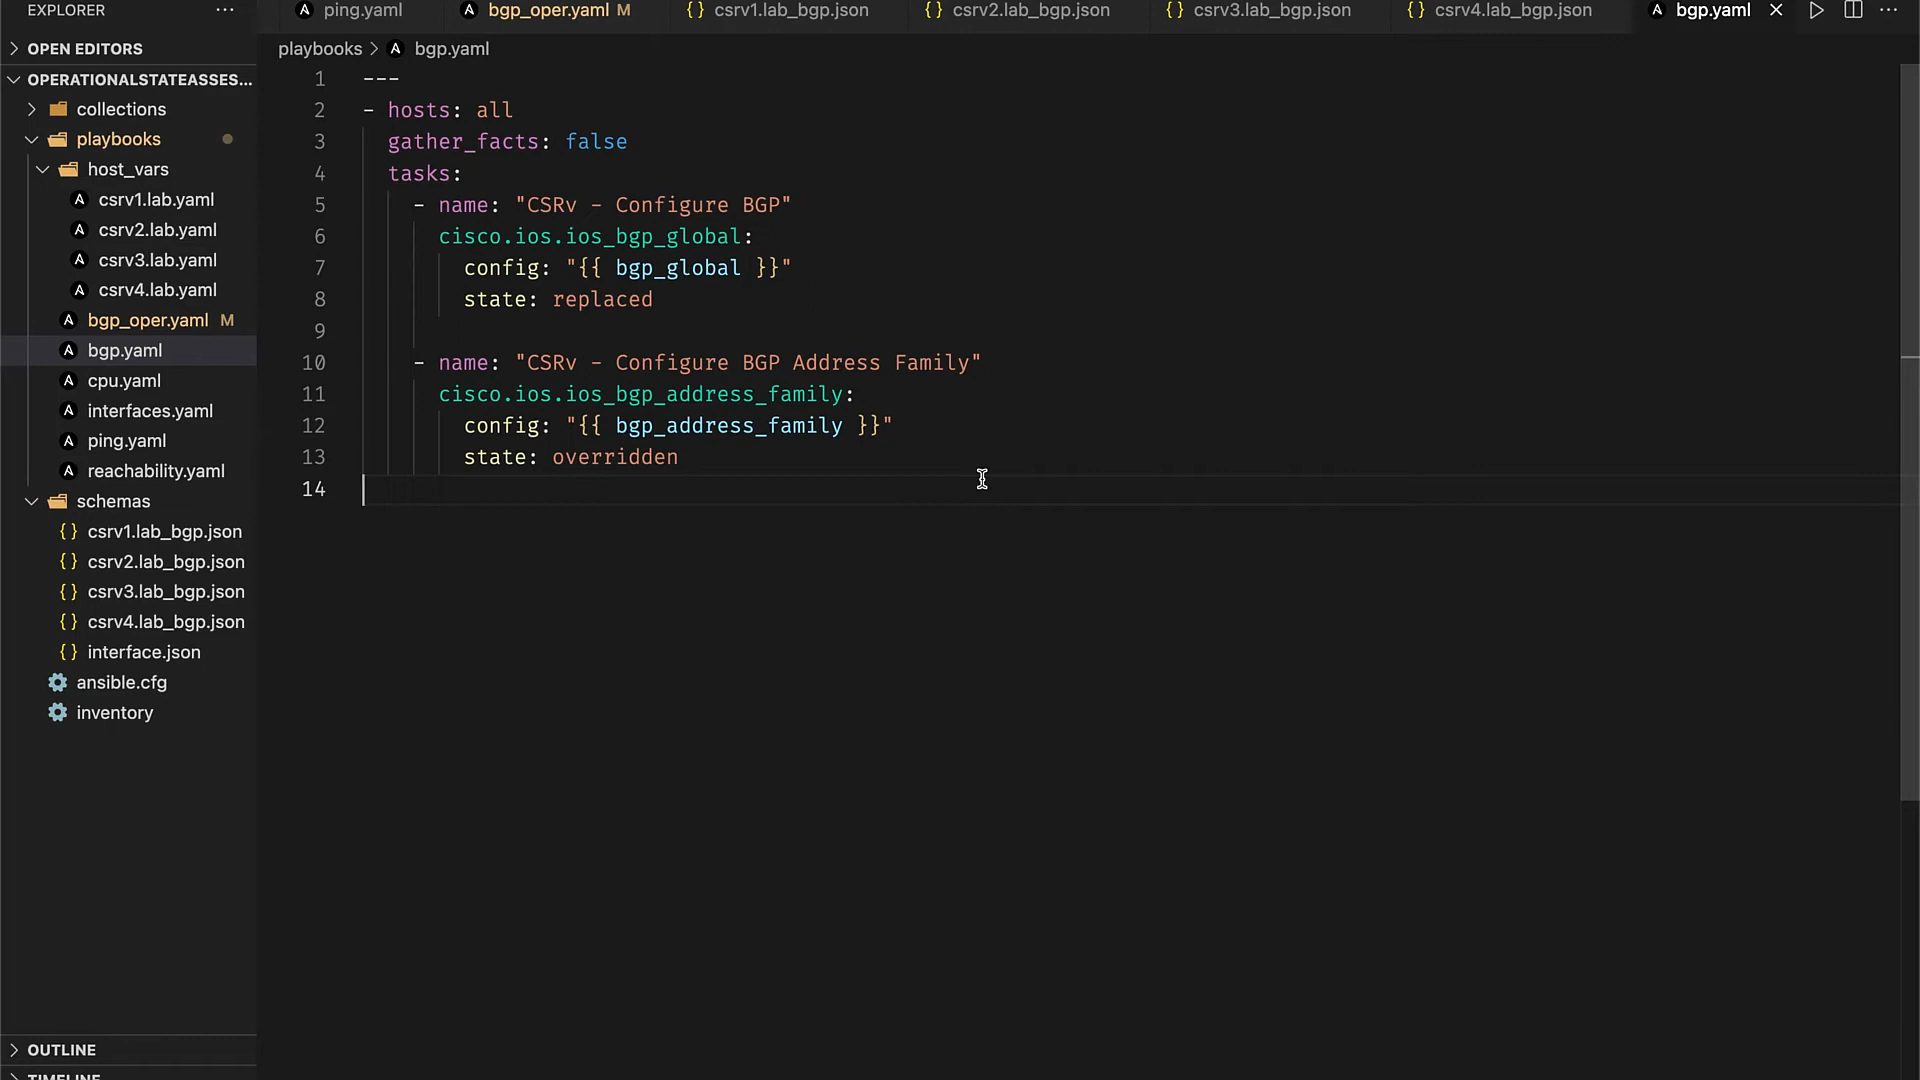 EXPLORER ...
OPEN EDITORS
OPERATIONALSTATEASSES...
collections
playbooks
host_vars
csrv1.lab.yaml
csrv2.lab.yaml
csrv3.lab.yaml
csrv4.lab.yaml
bgp_oper.yaml M
bgp.yaml
cpu.yaml
interfaces.yaml
ping.yaml
reachability.yaml
schemas
{} csrv1.lab_bgp.json
{} csrv2.lab_bgp.json
{} csrv3.lab_bgp.json
{} csrv4.lab_bgp.json
{} interface.json
ansible.cfg
inventory
OUTLINE
TIMELINE
ping.yaml bgp_oper.yaml M {} csrv1.lab_bgp.json {} csrv2.lab_bgp.json {} csrv3.lab_bgp.json {} csrv4.lab_bgp.json bgp.yaml
playbooks > bgp.yaml
1 ---
2 - hosts: all
3 gather_facts: false
4 tasks:
5 - name: "CSRv - Configure BGP"
6 cisco.ios.ios_bgp_global:
7 config: "{{ bgp_global }}"
8 state: replaced
9
10 - name: "CSRv - Configure BGP Address Family"
11 cisco.ios.ios_bgp_address_family:
12 config: "{{ bgp_address_family }}"
13 state: overridden
14